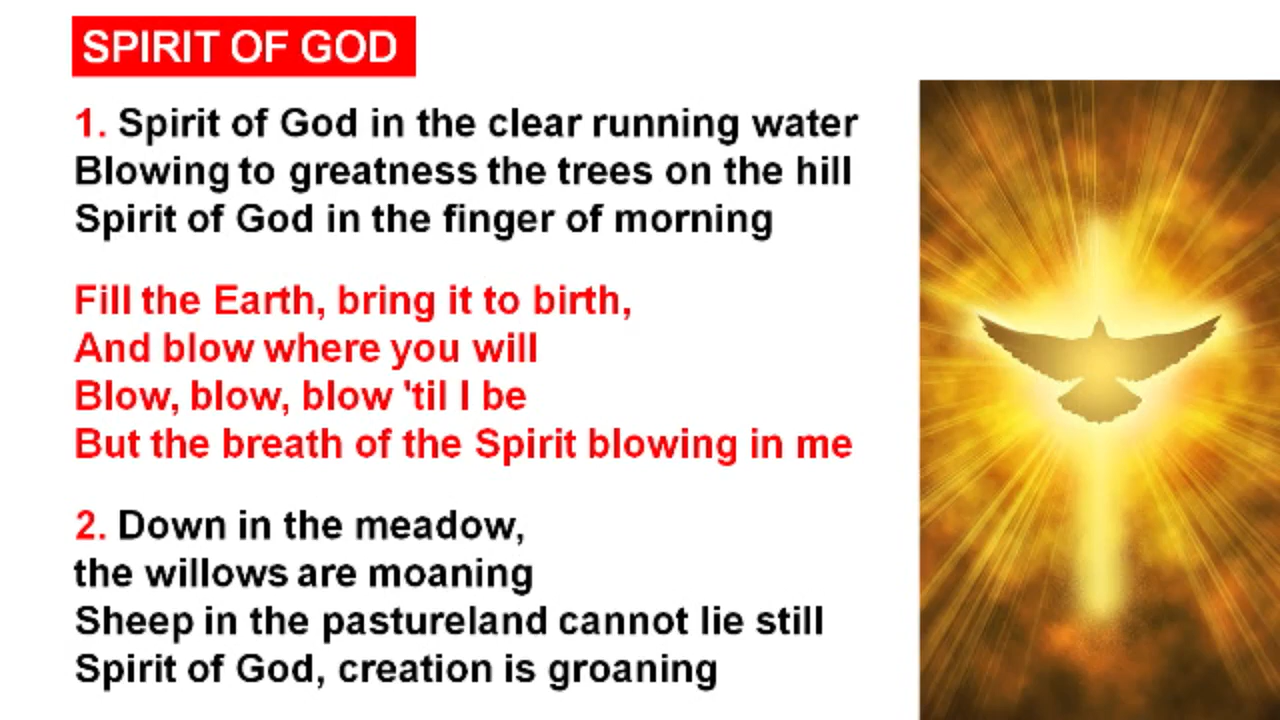 SPIRIT OF GOD
1. Spirit of God in the clear running water
Blowing to greatness the trees on the hill
Spirit of God in the finger of morning
Fill the Earth, bring it to birth,
And blow where you will
Blow, blow, blow 'til I be
But the breath of the Spirit blowing in me
2. Down in the meadow,
the willows are moaning
Sheep in the pastureland cannot lie still
Spirit of God, creation is groaning